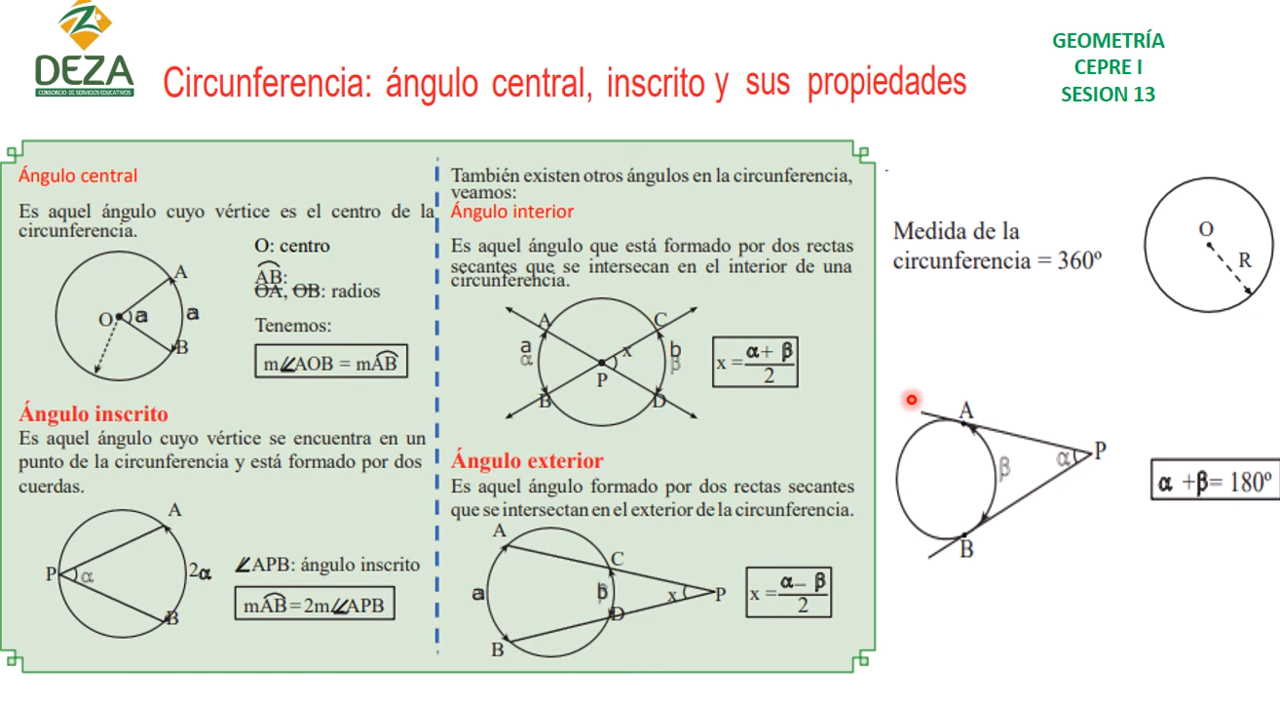 DEZA
CONSORCIO DE SERVICIOS EDUCATIVOS
Circunferencia: ángulo central, inscrito y sus propiedades
GEOMETRÍA
CEPRE I
SESION 13
Ángulo central
Es aquel ángulo cuyo vértice es el centro de la
circunferencia.
O: centro
AB:
OA, OB: radios
Tenemos:
m∠AOB = mAB
A
O
a
a
B
Ángulo inscrito
Es aquel ángulo cuyo vértice se encuentra en un
punto de la circunferencia y está formado por dos
cuerdas.
A
P
α
2α
B
∠APB: ángulo inscrito
mAB=2m∠APB
También existen otros ángulos en la circunferencia,
veamos:
Ángulo interior
Es aquel ángulo que está formado por dos rectas
secantes que se intersecan en el interior de una
circunferencia.
A
C
a
α
x
b
β
P
B
D
x = α+ β
2
Ángulo exterior
Es aquel ángulo formado por dos rectas secantes
que se intersectan en el exterior de la circunferencia.
A
C
a
b
x
P
D
B
x = α− β
2
Medida de la
circunferencia = 360º
O
R
A
P
β
α
B
α +β= 180º